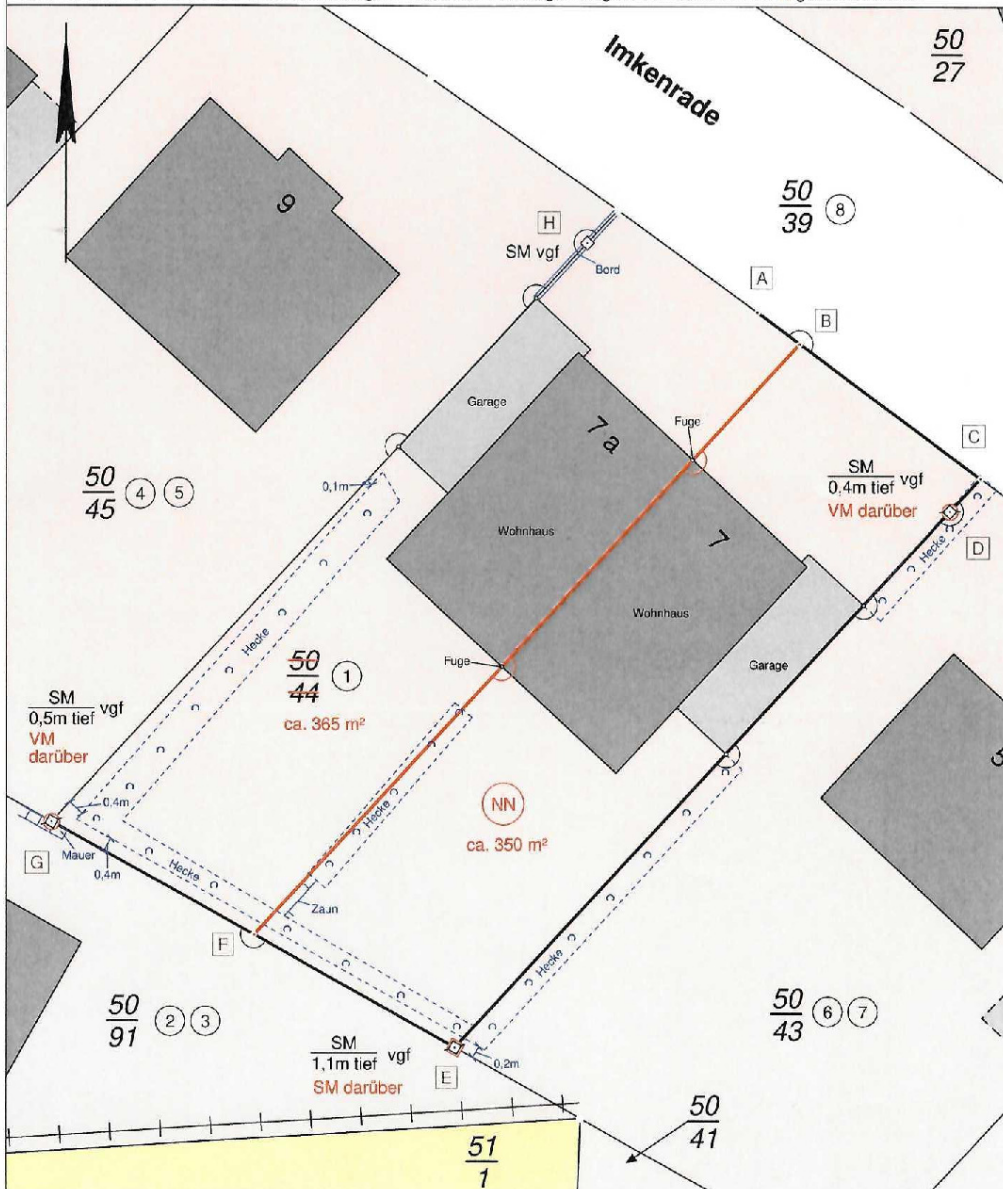 Imkenrade
50
27
50
39
8
9
H
SM vgf
Bord
A
B
C
Garage
7 a
Fuge
SM
0,4m tief vgf
VM darüber
D
Hecke
50
45
4
5
0,1m
Wohnhaus
7
Wohnhaus
Hecke
50
44
1
ca. 365 m²
Fuge
Garage
SM
0,5m tief vgf
VM
darüber
0,4m
G
Mauer
0,4m
Hecke
Hecke
NN
ca. 350 m²
Zaun
F
Hecke
50
91
2
3
50
43
6
7
SM
1,1m tief vgf
SM darüber
E
0,2m
50
41
51
1